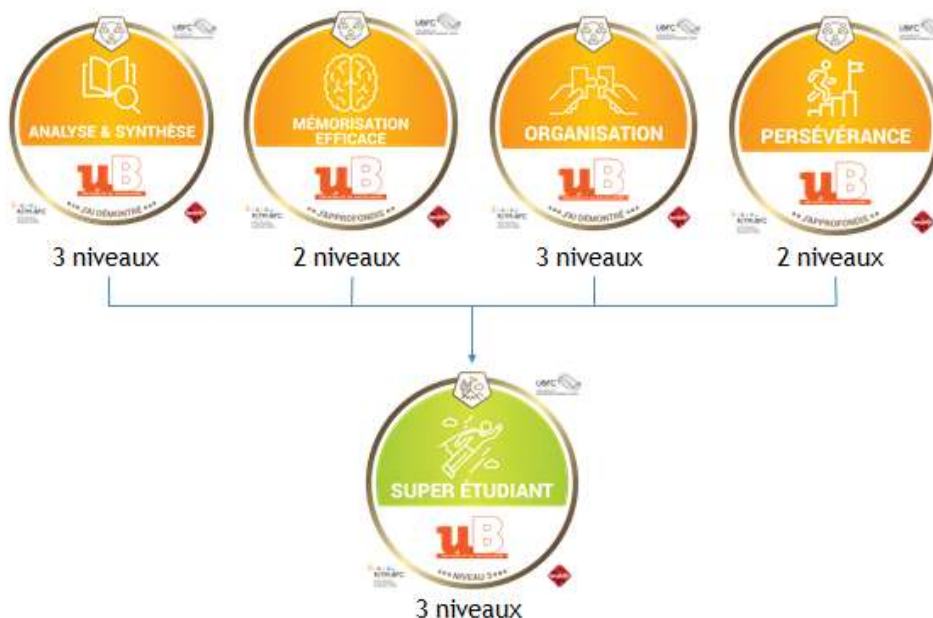 UBFC
ANALYSE & SYNTHÈSE
uB
J'AI DÉMONTRÉ
3 niveaux
UBFC
MÉMORISATION
EFFICACE
uB
J'APPROFONDIS
2 niveaux
UBFC
ORGANISATION
uB
J'AI DÉMONTRÉ
3 niveaux
UBFC
PERSÉVÉRANCE
uB
J'APPROFONDIS
2 niveaux
UBFC
SUPER ÉTUDIANT
uB
NIVEAU 3
3 niveaux